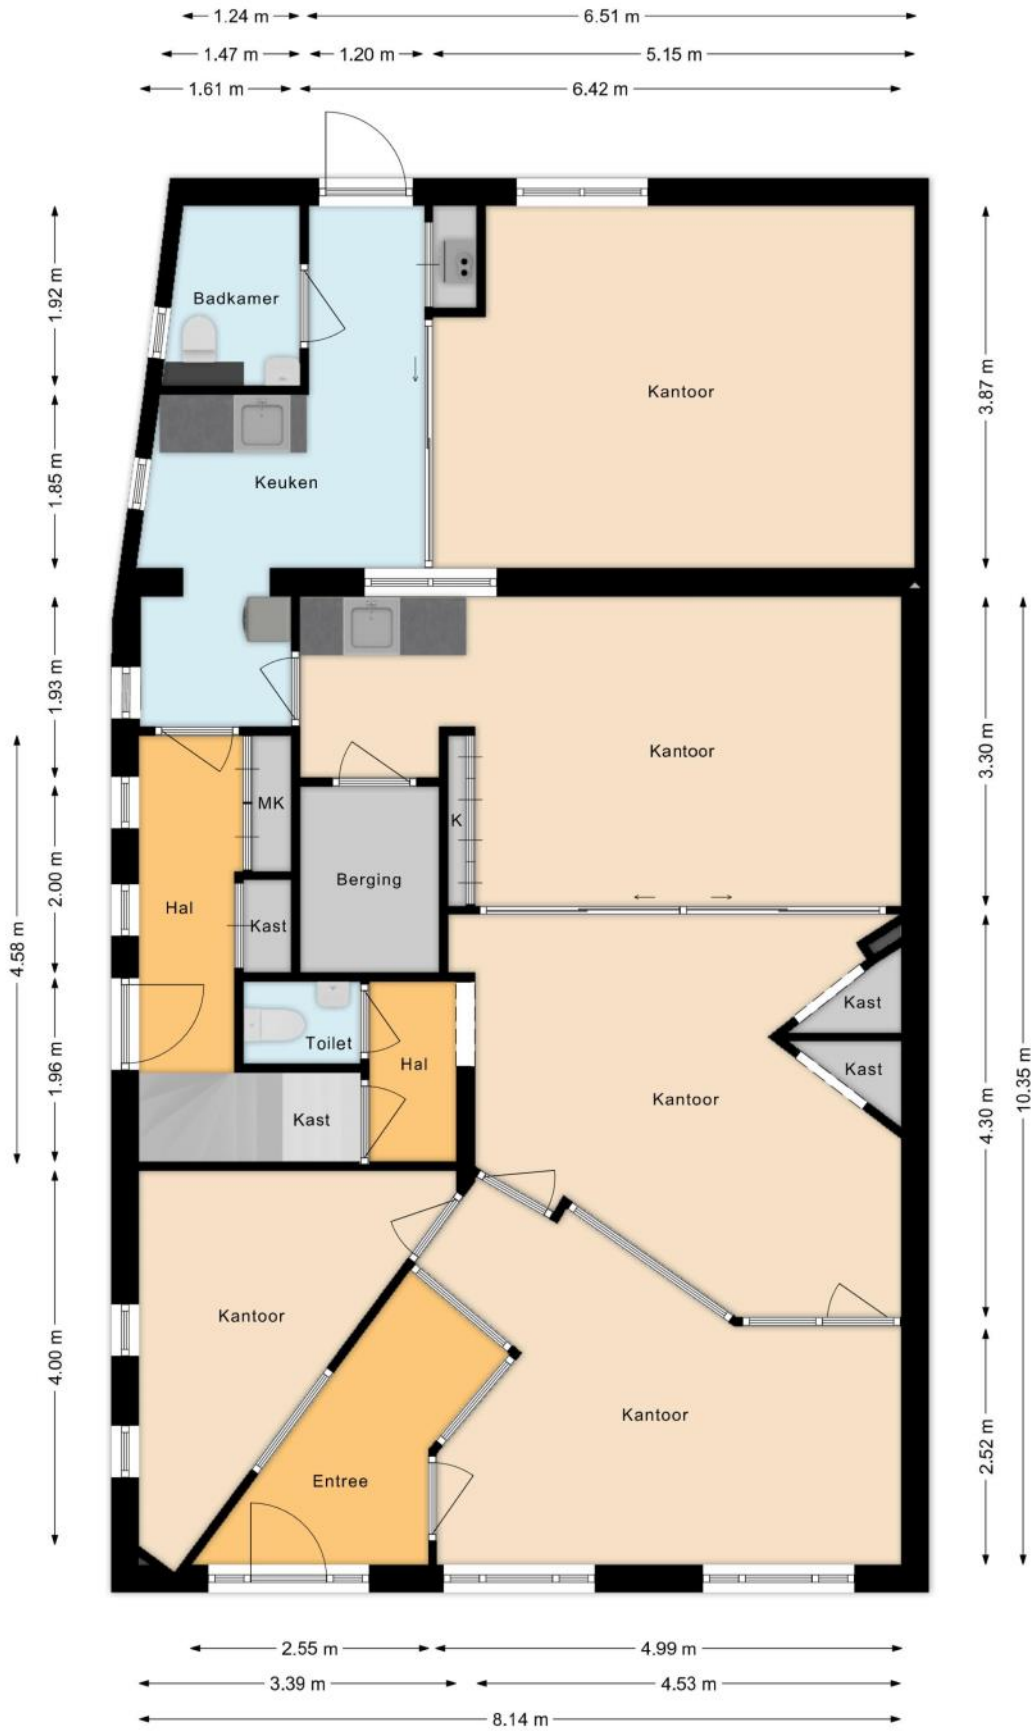 1.24 m
6.51 m
1.47 m
1.20 m
5.15 m
1.61 m
6.42 m
1.92 m
Badkamer
Kantoor
3.87 m
1.85 m
Keuken
1.93 m
Kantoor
3.30 m
MK
K
4.58 m
2.00 m
Hal
Berging
Kast
Kast
1.96 m
Toilet
Hal
Kast
Kantoor
4.30 m
10.35 m
Kast
Kantoor
4.00 m
Kantoor
2.52 m
Entree
2.55 m
4.99 m
3.39 m
4.53 m
8.14 m